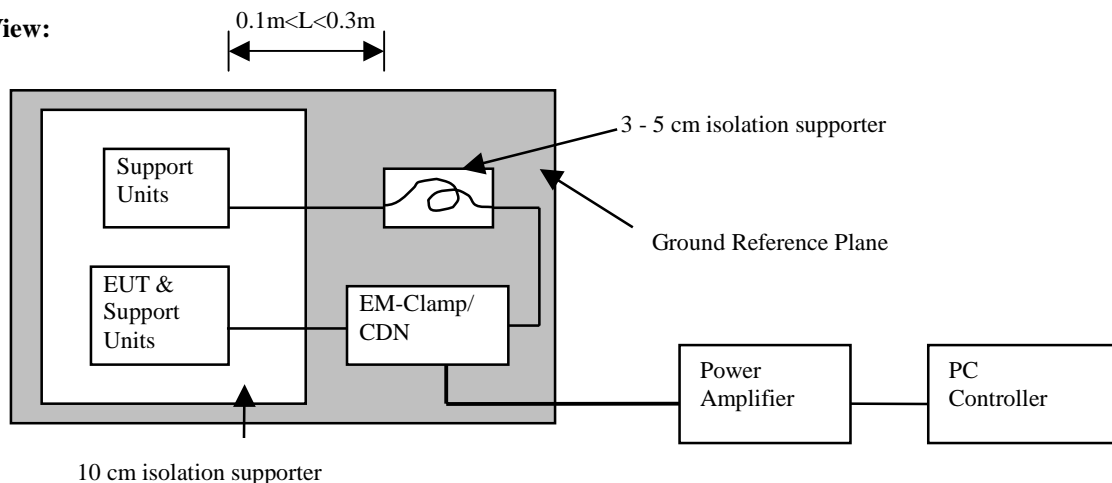 0.1m<L<0.3m
View:
3 - 5 cm isolation supporter
Support
Units
Ground Reference Plane
EUT &
Support
Units
EM-Clamp/
CDN
Power
Amplifier
PC
Controller
10 cm isolation supporter